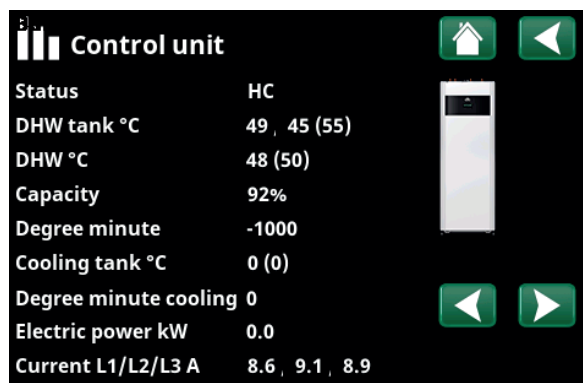 Control unit
Status HC
DHW tank °C 49 , 45 (55)
DHW °C 48 (50)
Capacity 92%
Degree minute -1000
Cooling tank °C 0 (0)
Degree minute cooling 0
Electric power kW 0.0
Current L1/L2/L3 A 8.6 , 9.1 , 8.9